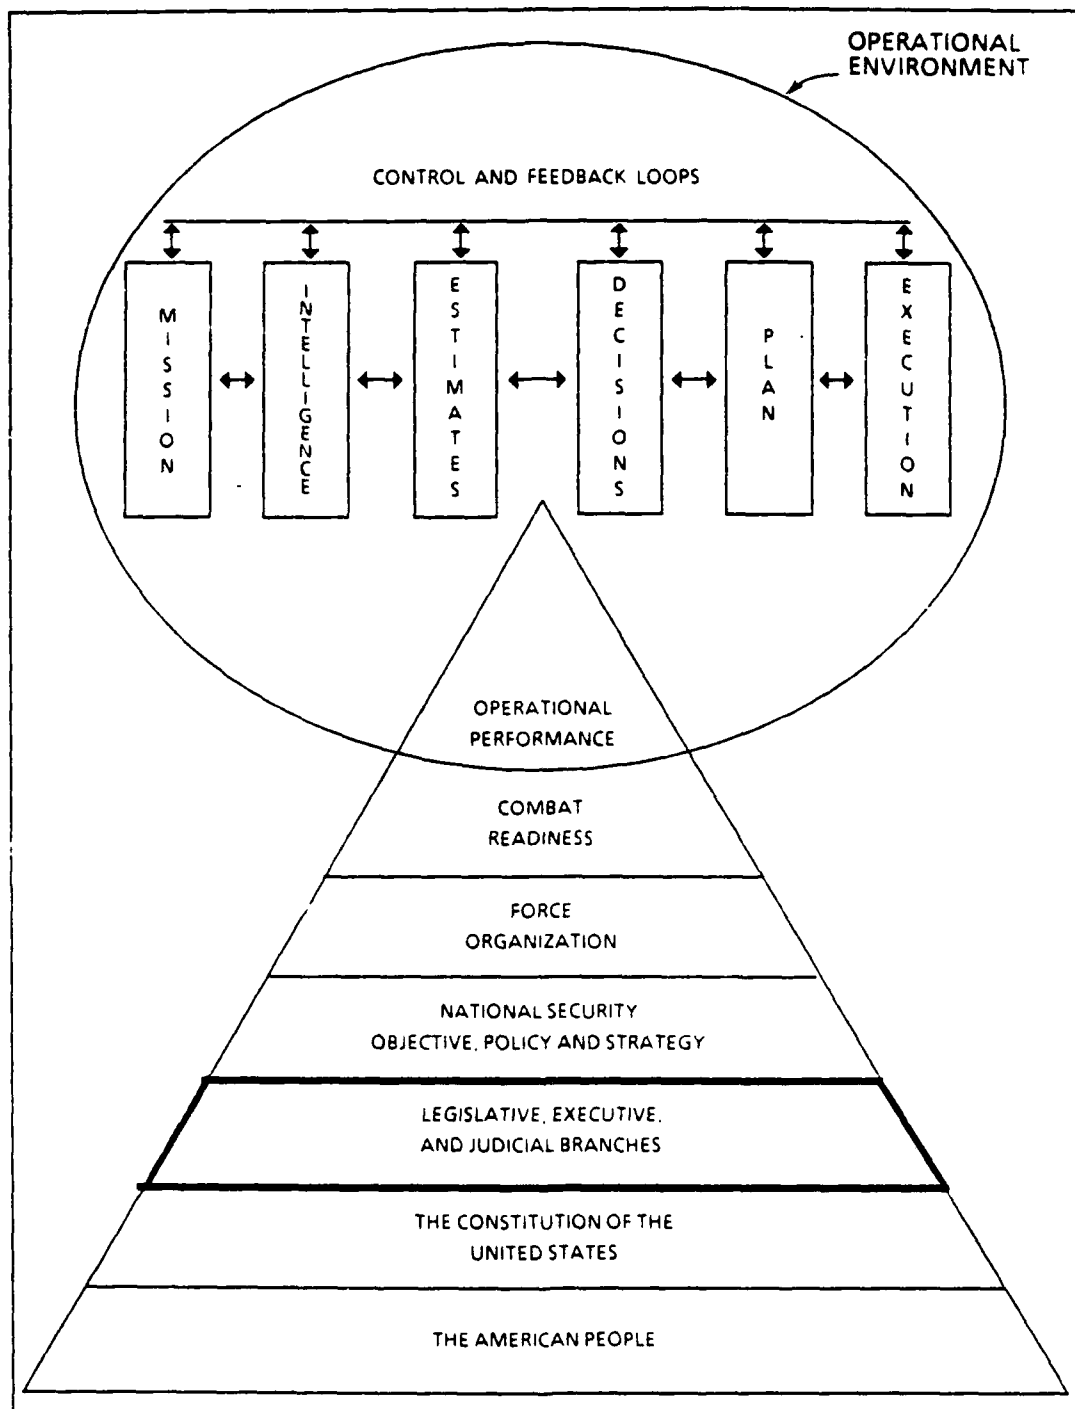 OPERATIONAL
ENVIRONMENT
CONTROL AND FEEDBACK LOOPS
MISSION
INTELLIGENCE
ESTIMATES
DECISIONS
PLAN
EXECUTION
OPERATIONAL
PERFORMANCE
COMBAT
READINESS
FORCE
ORGANIZATION
NATIONAL SECURITY
OBJECTIVE, POLICY AND STRATEGY
LEGISLATIVE, EXECUTIVE,
AND JUDICIAL BRANCHES
THE CONSTITUTION OF THE
UNITED STATES
THE AMERICAN PEOPLE